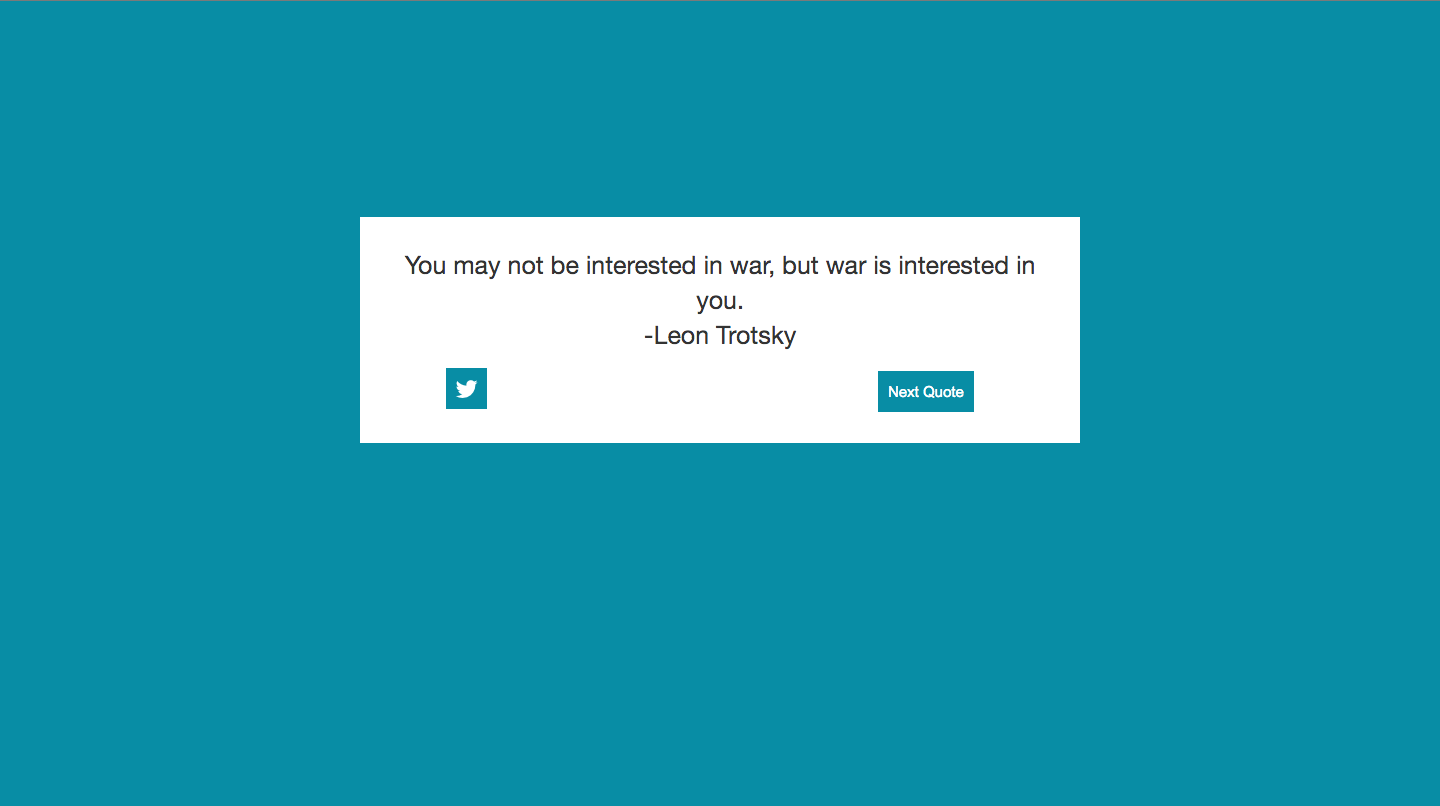 You may not be interested in war, but war is interested in
you.
-Leon Trotsky
Next Quote